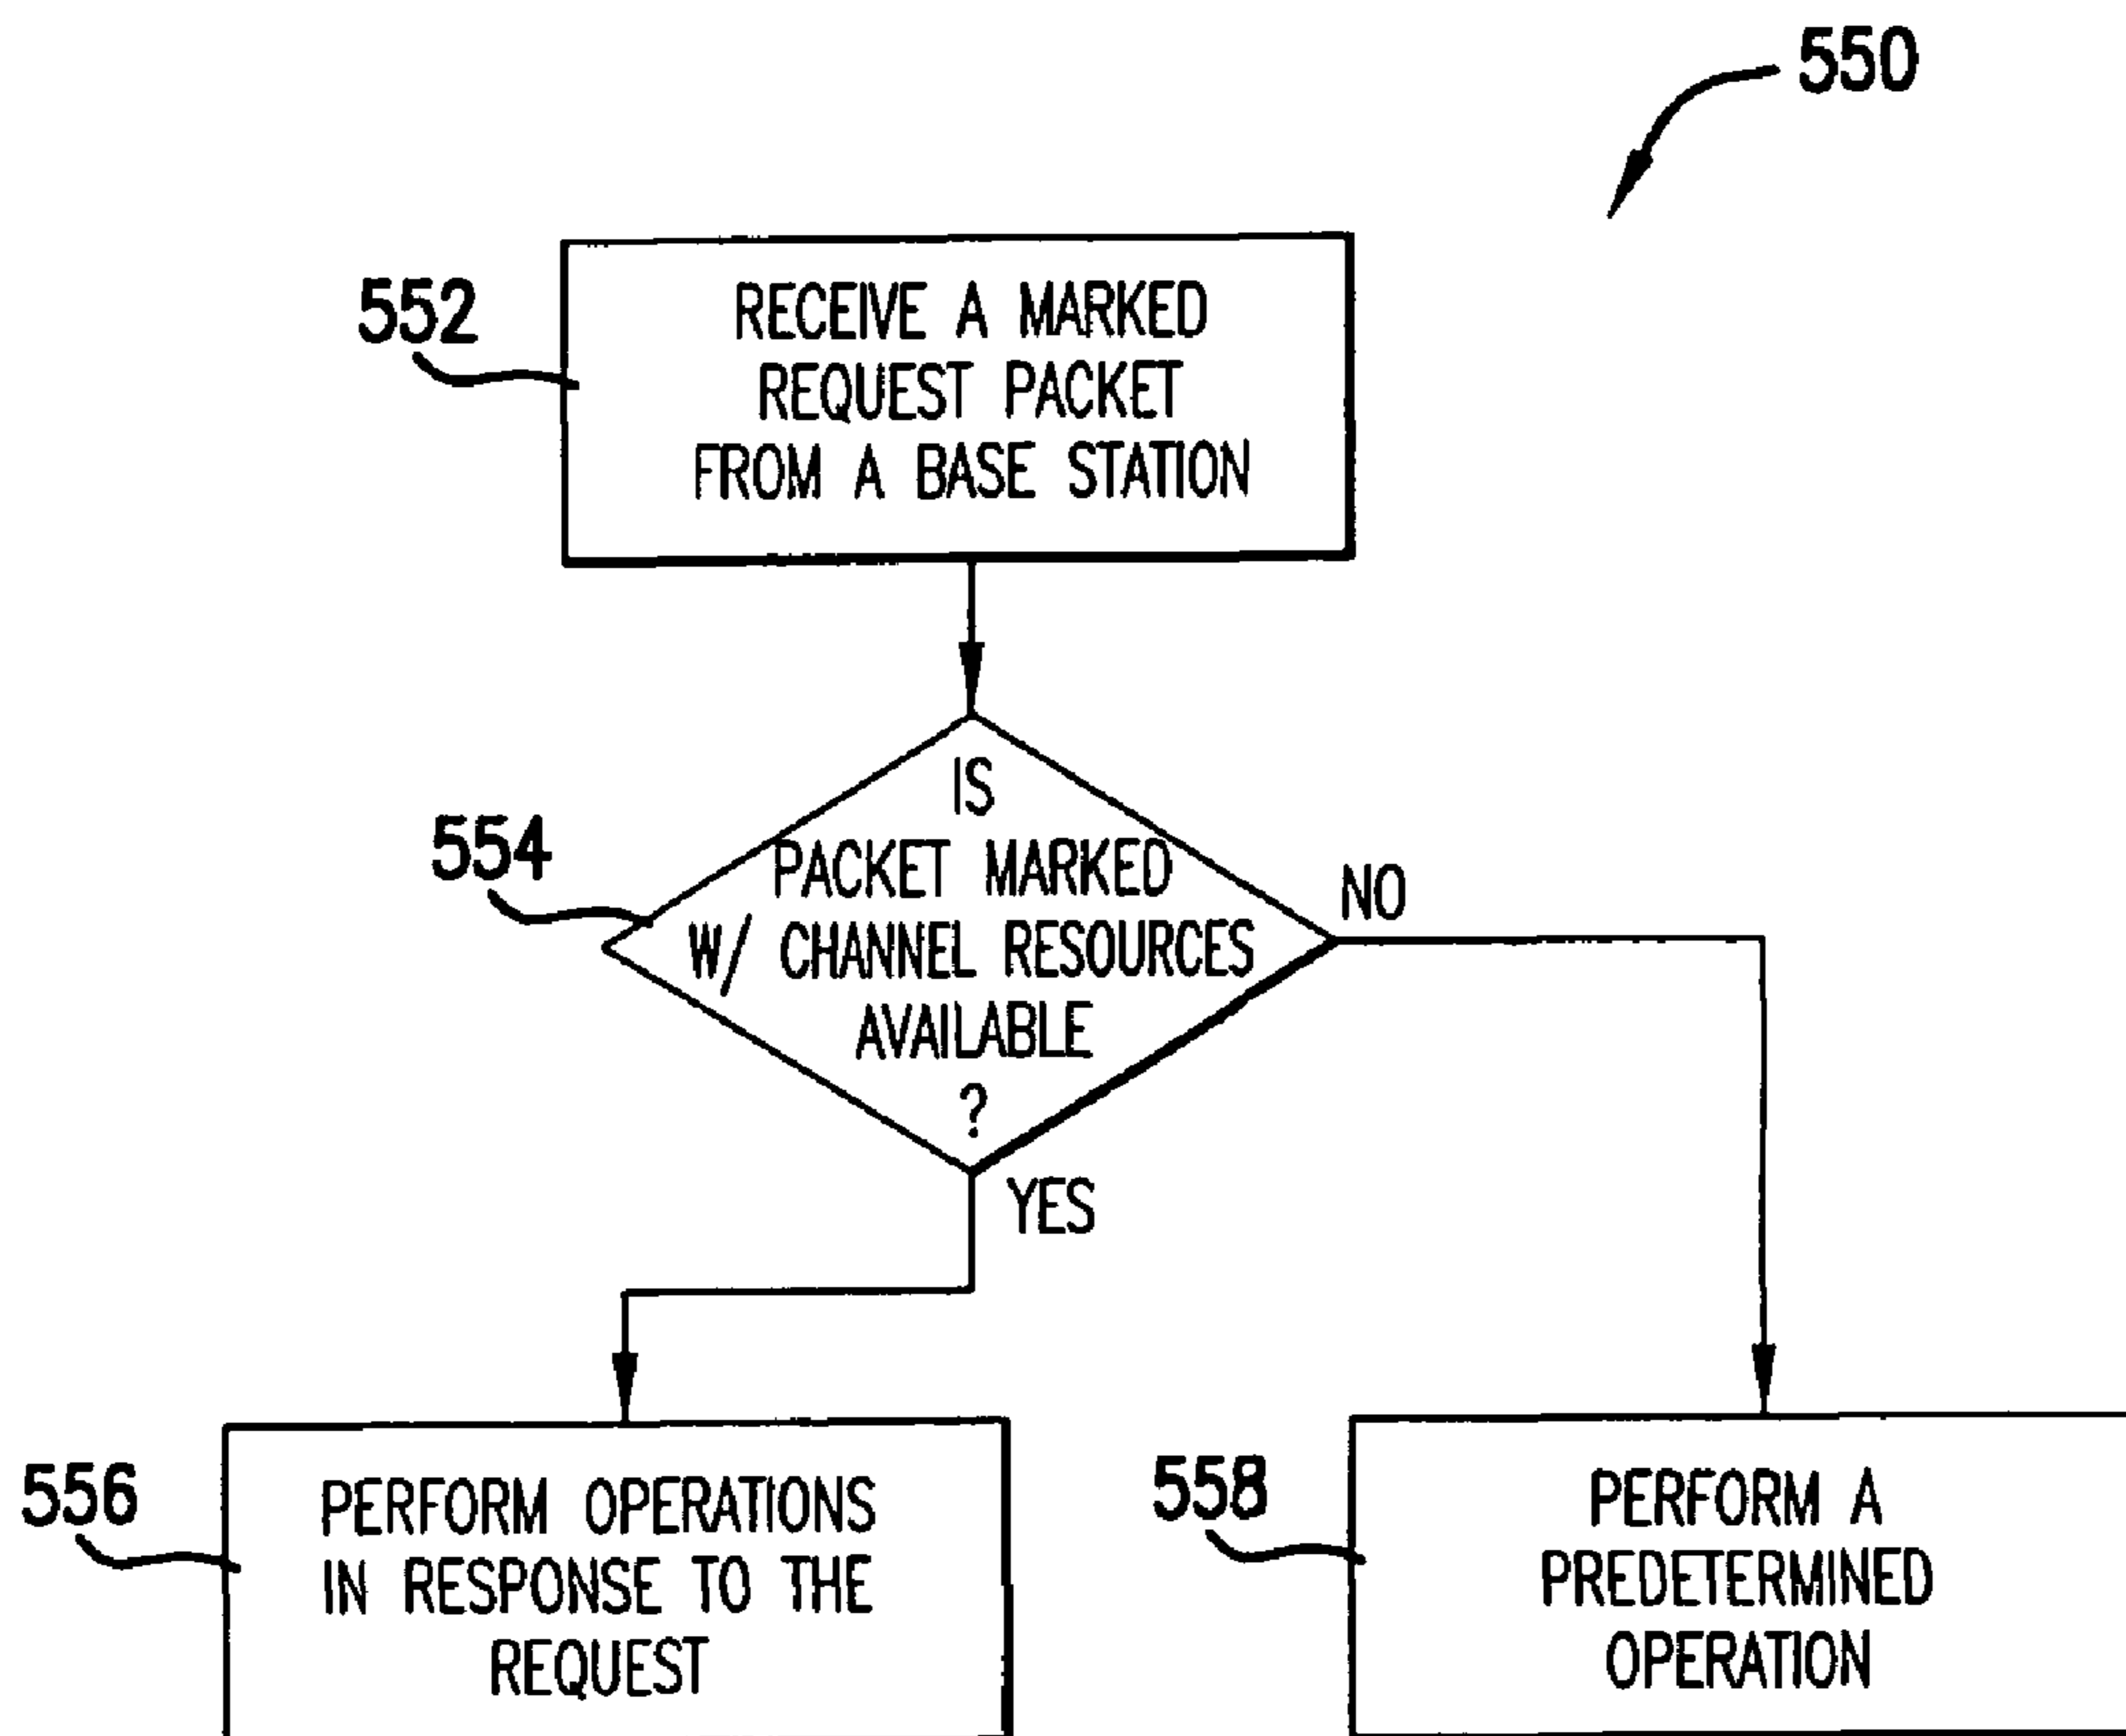 550
552
RECEIVE A MARKED
REQUEST PACKET
FROM A BASE STATION
554
IS
PACKET MARKED
W/ CHANNEL RESOURCES
AVAILABLE
?
NO
YES
556
PERFORM OPERATIONS
IN RESPONSE TO THE
REQUEST
558
PERFORM A
PREDETERMINED
OPERATION